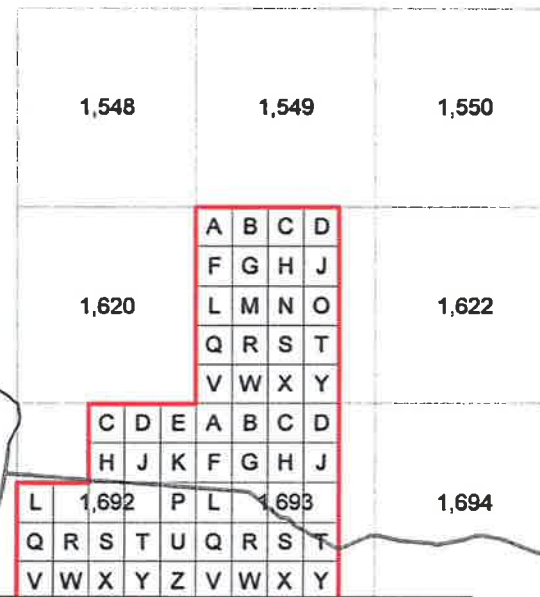 1,548 1,549 1,550
A B C D
F G H J
1,620 L M N O 1,622
Q R S T
V W X Y
C D E A B C D
H J K F G H J
L 1,692 P L 1,693 1,694
Q R S T U Q R S T
V W X Y Z V W X Y